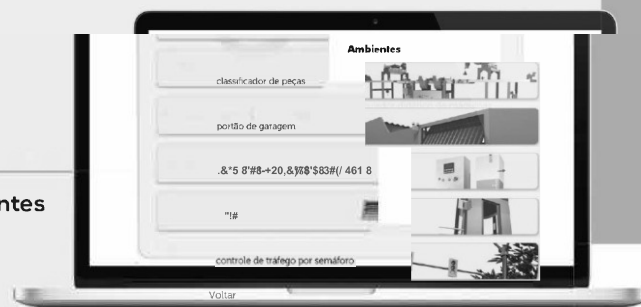 Ambientes
classificador de peças
portão de garagem
ntes
"!#
controle de tráfego por semáforo
Voltar